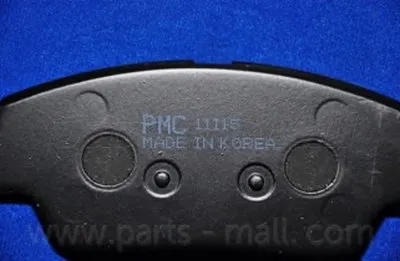 PMC 11115
MADE IN KOREA
www.parts-mall.com